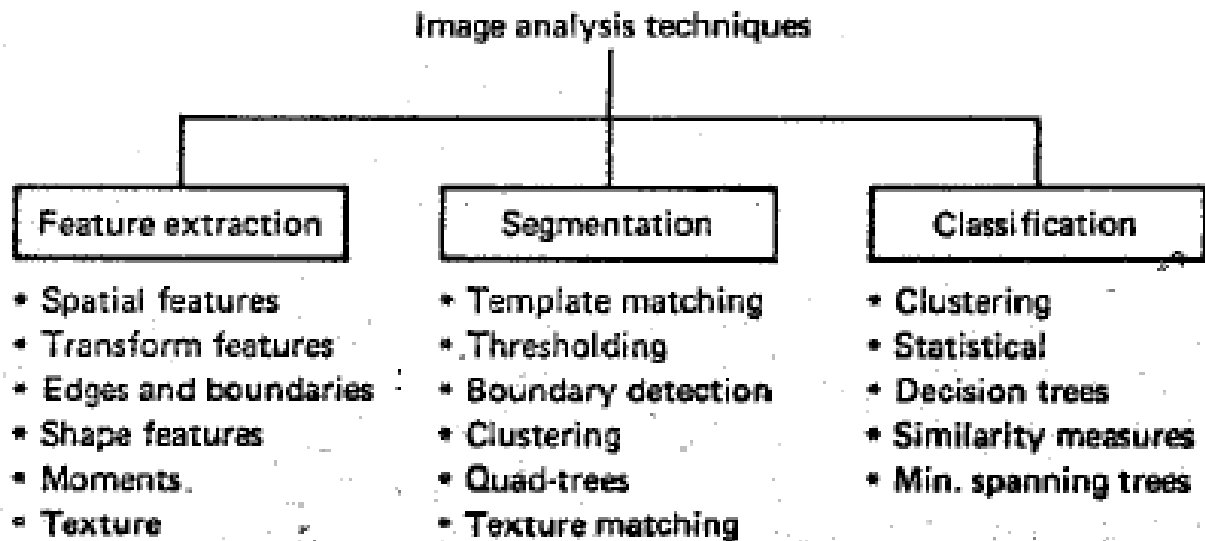 Image analysis techniques
Feature extraction
• Spatial features
• Transform features
• Edges and boundaries
• Shape features
• Moments
• Texture
Segmentation
• Template matching
• Thresholding
• Boundary detection
• Clustering
• Quad-trees
• Texture matching
Classification
• Clustering
• Statistical
• Decision trees
• Similarity measures
• Min. spanning trees